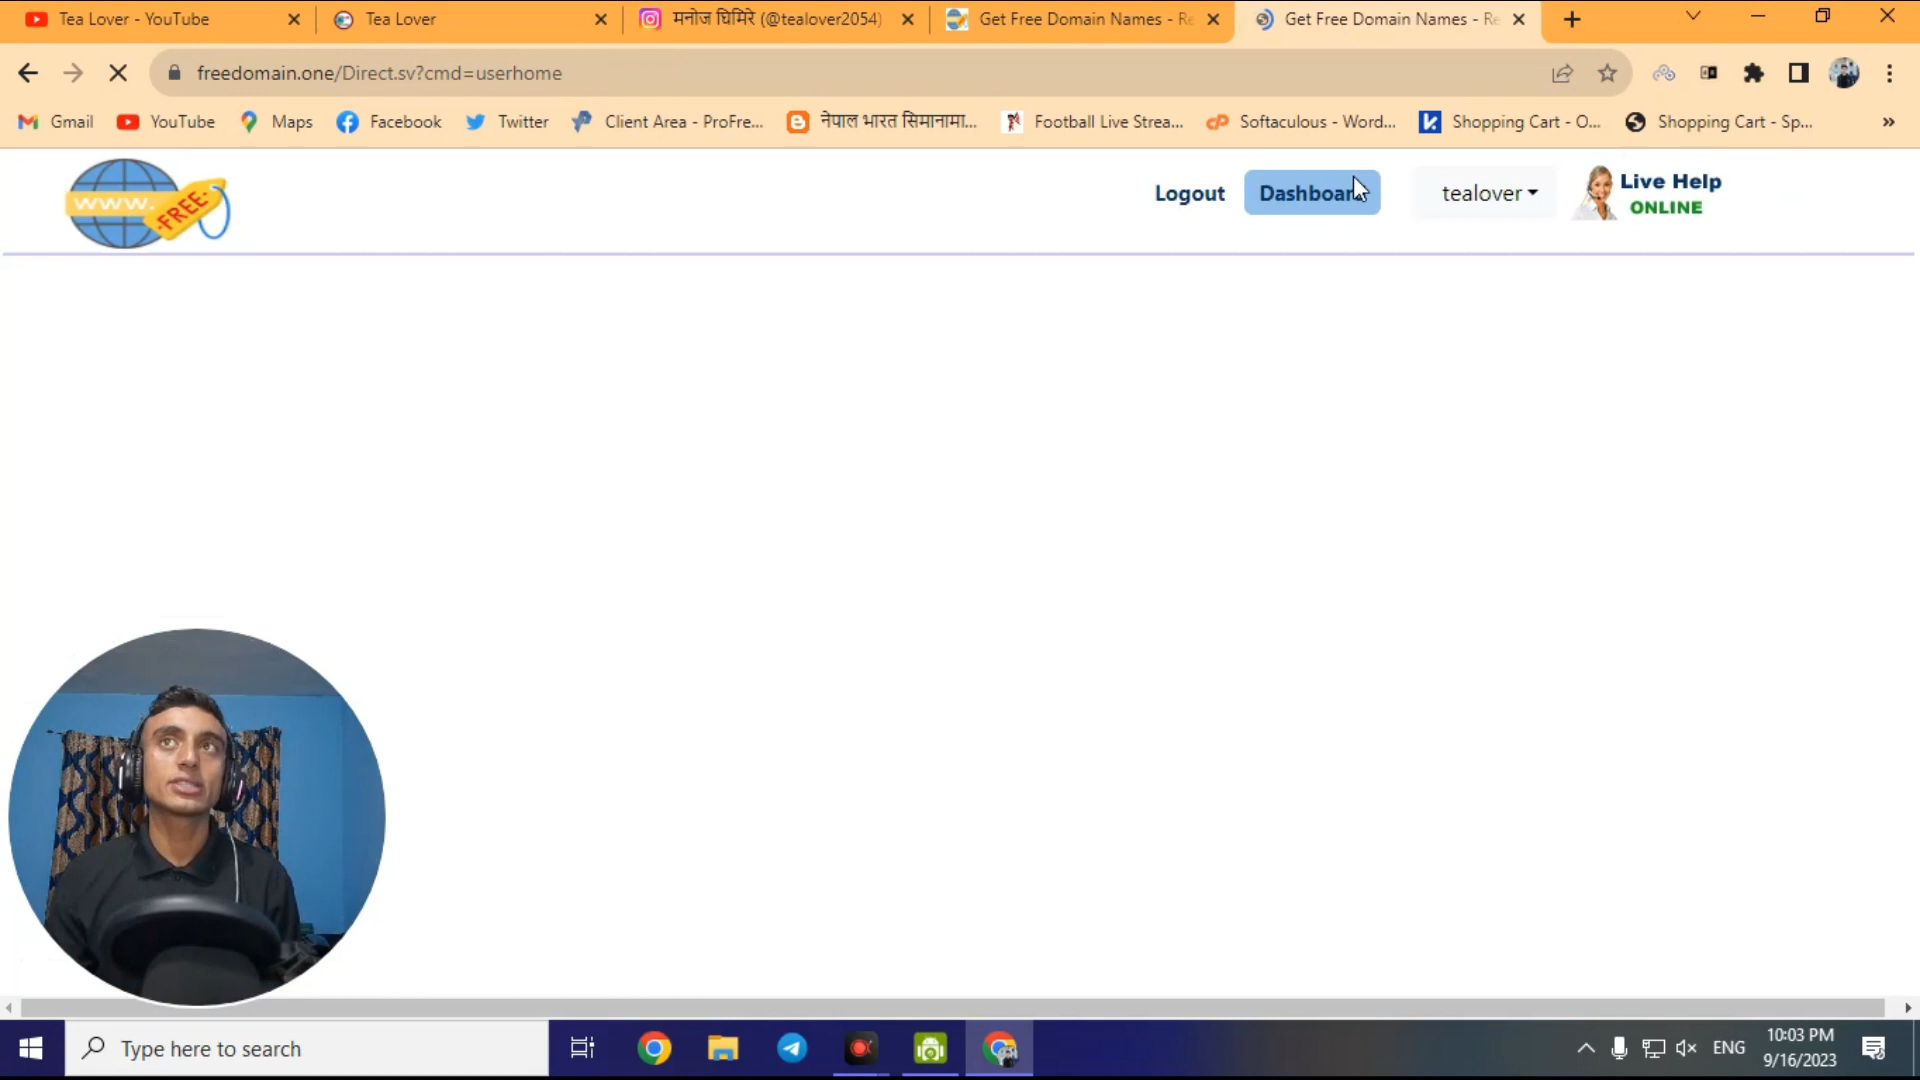 Tea Lover - YouTube
Tea Lover
मनोज घिमिरे (@tealover2054)
Get Free Domain Names - Re
Get Free Domain Names - Re
freedomain.one/Direct.sv?cmd=userhome
Gmail
YouTube
Maps
Facebook
Twitter
Client Area - ProFre...
नेपाल भारत सिमानामा...
Football Live Strea...
Softaculous - Word...
Shopping Cart - O...
Shopping Cart - Sp...
WWW.
FREE
Logout
Dashboard
tealover
Live Help
ONLINE
Type here to search
ENG
10:03 PM
9/16/2023